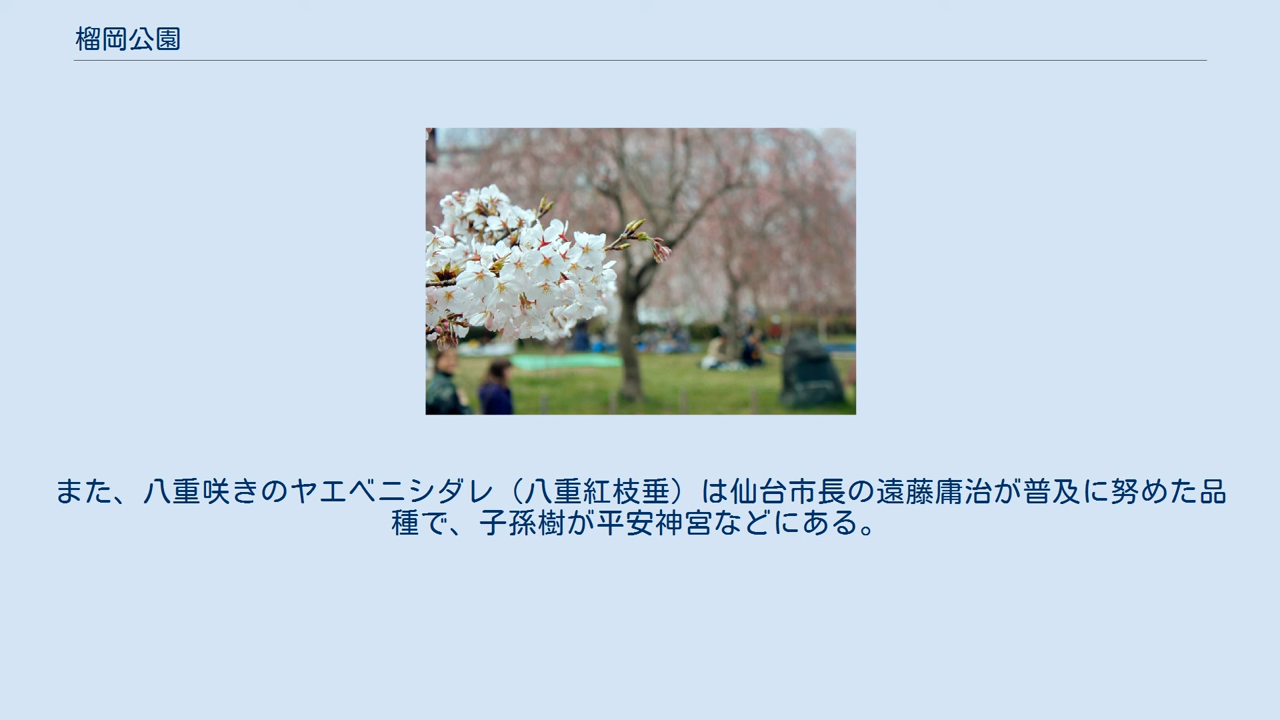 榴岡公園
また、八重咲きのヤエベニシダレ（八重紅枝垂）は仙台市長の遠藤庸治が普及に努めた品
種で、子孫樹が平安神宮などにある。